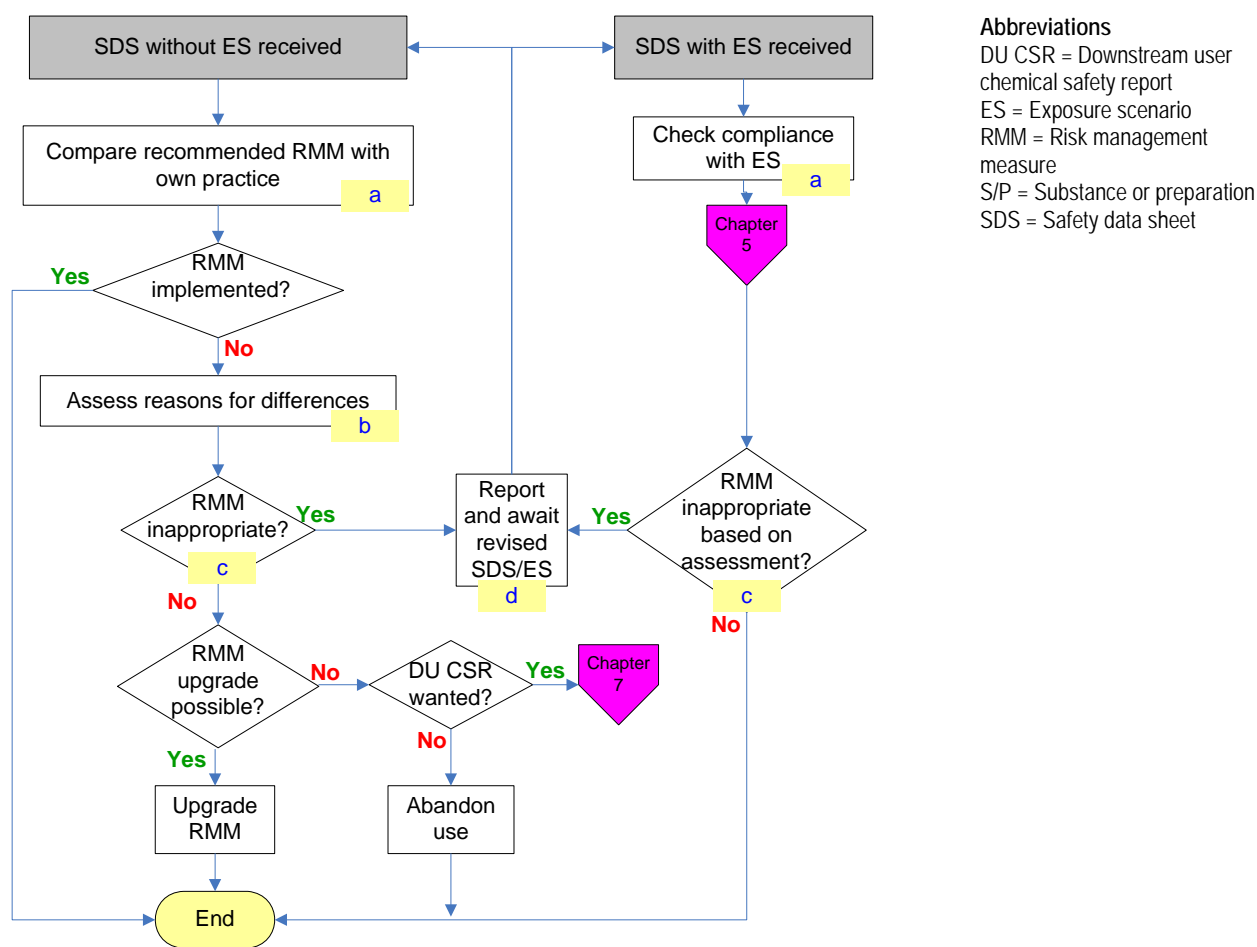 SDS without ES received
SDS with ES received
Abbreviations
DU CSR = Downstream user
chemical safety report
ES = Exposure scenario
RMM = Risk management
measure
S/P = Substance or preparation
SDS = Safety data sheet
Compare recommended RMM with
own practice
a
Check compliance
with ES
a
Chapter
5
RMM
implemented?
Yes
No
Assess reasons for differences
b
RMM
inappropriate?
Yes
c
No
Report
and await
revised
SDS/ES
d
RMM
inappropriate
based on
assessment?
Yes
c
No
RMM
upgrade
possible?
No
Yes
DU CSR
wanted?
Yes
No
Chapter
7
Upgrade
RMM
Abandon
use
End